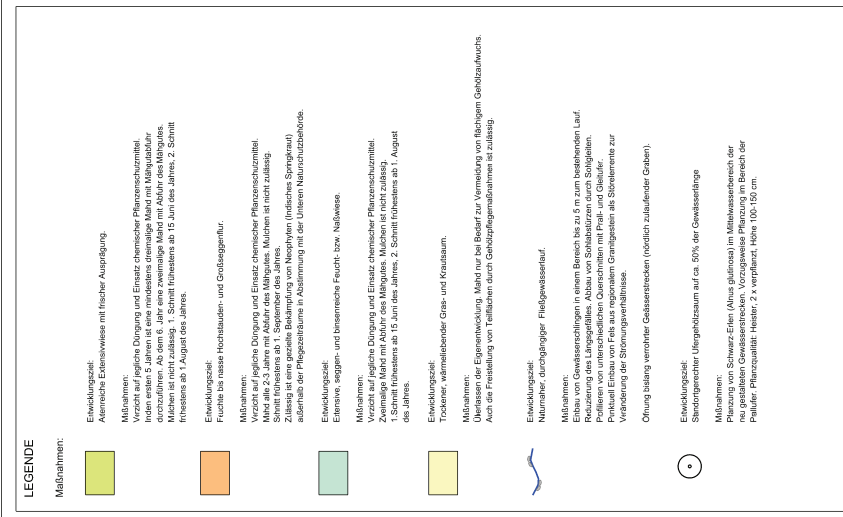 LEGENDE
Maßnahmen:
Entwicklungsziel:
Atenreiche Extensivwiese mit frischer Ausprägung.
Maßnahmen:
Verzicht auf jegliche Düngung und Einsatz chemischer Pflanzenschutzmittel.
Inden ersten 5 Jahren ist eine mindestens dreimalige Mahd mit Mähgutabfuhr
durchzuführen. Ab dem 6. Jahr eine zweimalige Mahd mit Abfuhr des Mähgutes.
Mulchen ist nicht zulässig. 1. Schnitt frühestens ab 15 Juni des Jahres, 2. Schnitt
frühestens ab 1.August des Jahres.
Entwicklungsziel:
Fruchte bis nasse Hochstauden- und Großseggenflur.
Maßnahmen:
Verzicht auf jegliche Düngung und Einsatz chemischer Pflanzenschutzmittel.
Mahd alle 2-3 Jahre mit Abfuhr des Mähgutes. Mulchen ist nicht zulässig.
Schnitt frühestens ab 1. September des Jahres.
Zulässig ist eine gezielte Bekämpfung von Neophyten (Indisches Springkraut)
außerhalb der Pflegezeiträume in Abstimmung mit der Unteren Naturschutzbehörde.
Entwicklungsziel:
Extensive, seggen- und binsenreiche Feucht- bzw. Naßwiese.
Maßnahmen:
Verzicht auf jegliche Düngung und Einsatz chemischer Pflanzenschutzmittel.
Zweimalige Mahd mit Abfuhr des Mähgutes. Mulchen ist nicht zulässig.
1.Schnitt frühestens ab 15 Juni des Jahres, 2. Schnitt frühestens ab 1. August
des Jahres.
Entwicklungsziel:
Trockener, wärmeliebender Gras- und Krautsaum.
Maßnahmen:
Überlassen der Eigenentwicklung. Mahd nur bei Bedarf zur Vermeidung von flächigem Gehölzaufwuchs.
Auch die Freistellung von Teilflächen durch Gehölzpflegemaßnahmen ist zulässig.
Entwicklungsziel:
Naturnaher, durchgängiger Fließgewässerlauf.
Maßnahmen:
Einbau von Gewässerschlingen in einem Bereich bis zu 5 m zum bestehenden Lauf.
Reduzierung des Längsgefälles. Abbau von Sohlabstürzen durch Sohlgleiten.
Profilieren von unterschiedlichen Querschnitten mit Prall- und Gleitufer.
Punktuell Einbau von Fels aus regionalem Granitgestein als Störelemente zur
Veränderung der Strömungsverhältnisse.
Öffnung bislang verrohrter Geässerstrecken (nördlich zulaufender Graben).
Entwicklungsziel:
Standortgerechter Ufergehölzsaum auf ca. 50% der Gewässerlänge
Maßnahmen:
Planzung von Schwarz-Erlen (Alnus glutinosa) im Mittelwasserbereich der
neu gestalteten Gewässerstrecken. Vorzugsweise Pflanzung im Bereich der
Pallufer. Pflanzqualität: Heister, 2 x verpflanzt, Höhe 100-150 cm.